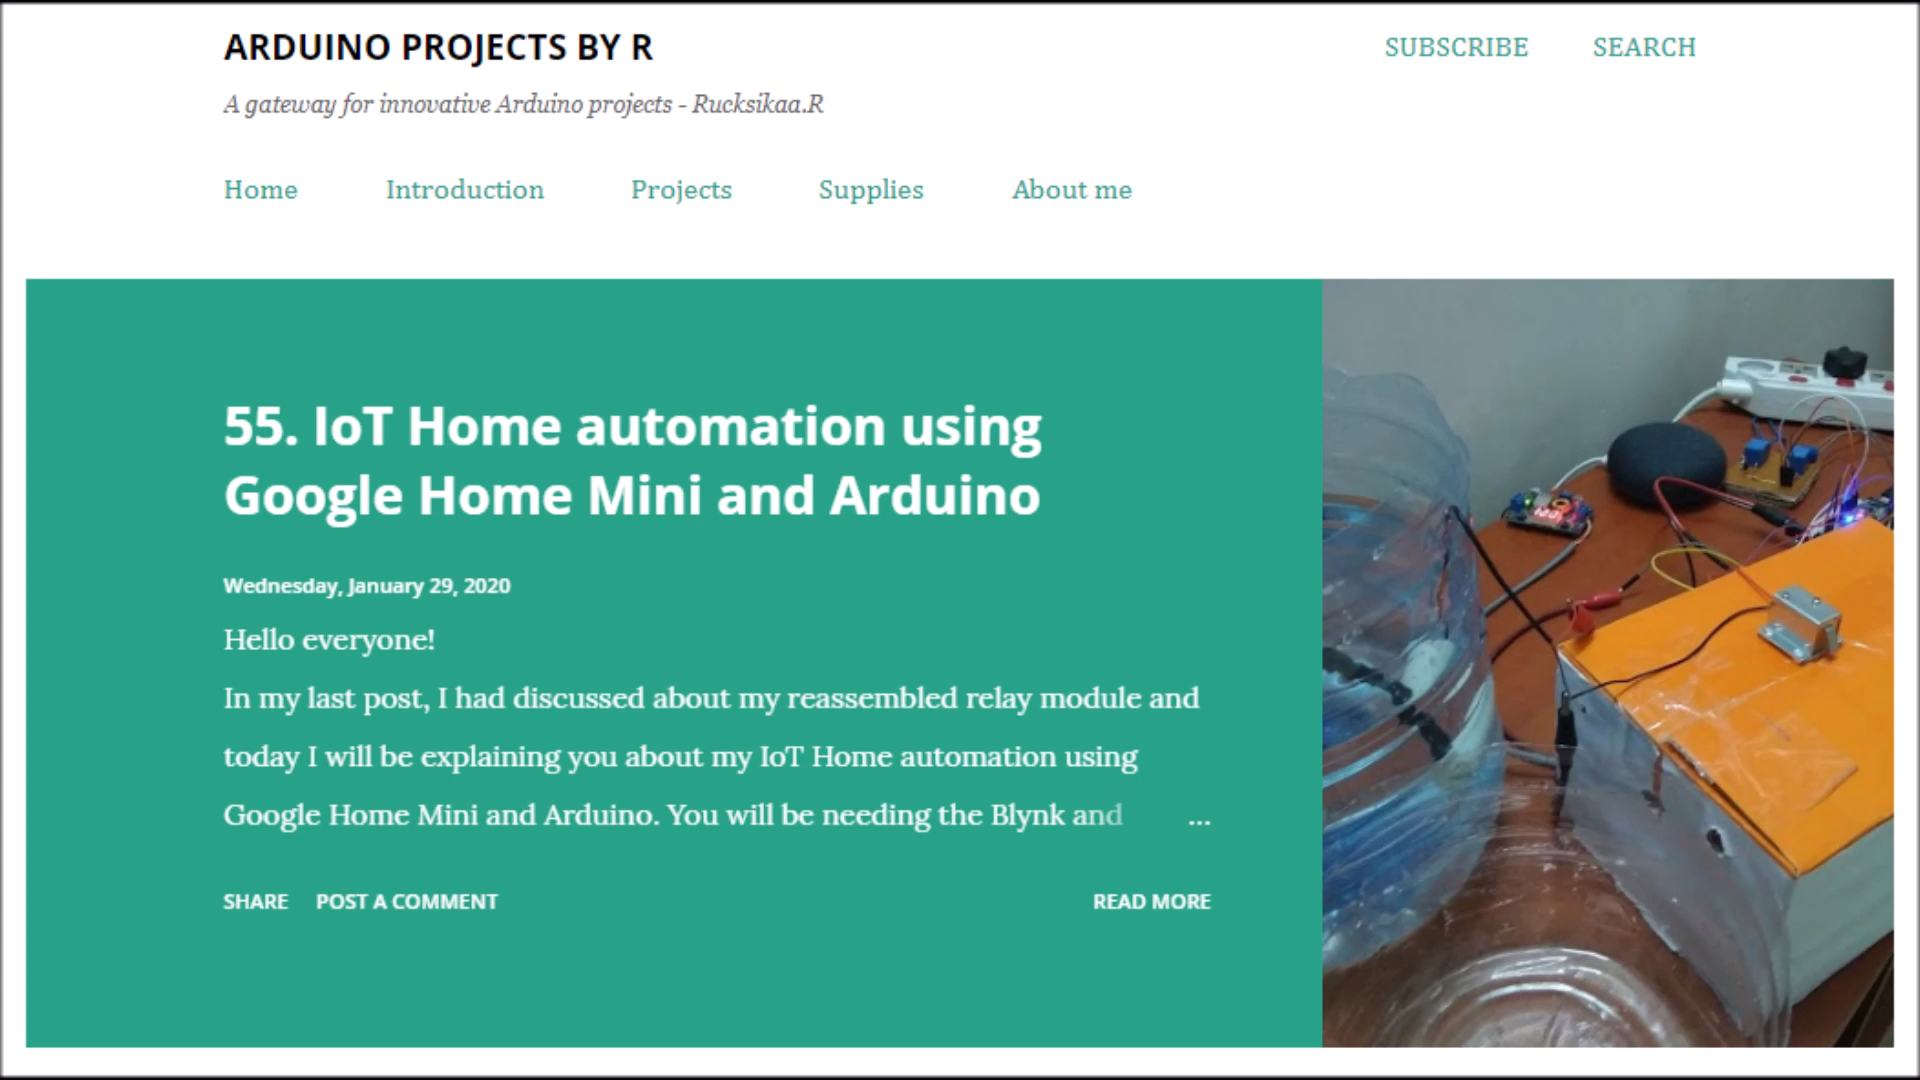 ARDUINO PROJECTS BY R
SUBSCRIBE
SEARCH
A gateway for innovative Arduino projects - Rucksikaa.R
Home
Introduction
Projects
Supplies
About me
55. IoT Home automation using
Google Home Mini and Arduino
Wednesday, January 29, 2020
Hello everyone!
In my last post, I had discussed about my reassembled relay module and
today I will be explaining you about my IoT Home automation using
Google Home Mini and Arduino. You will be needing the Blynk and ...
SHARE
POST A COMMENT
READ MORE